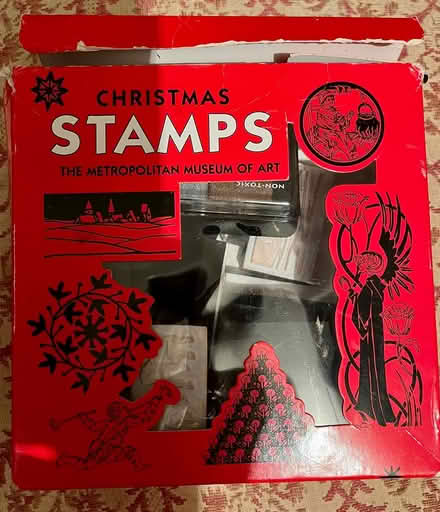 CHRISTMAS
STAMPS
THE METROPOLITAN MUSEUM OF ART
NON-TOXIC